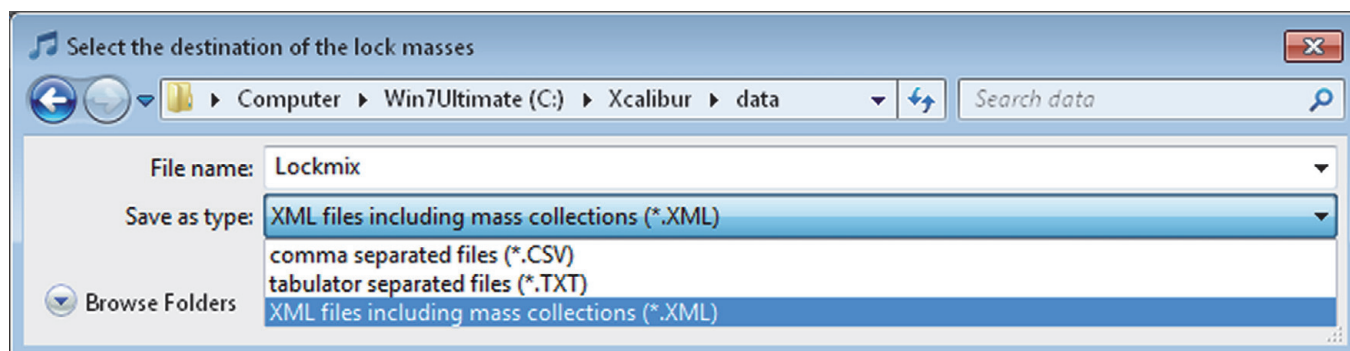 Select the destination of the lock masses
Computer Win7Ultimate (C:) Xcalibur data Search data
File name: Lockmix
Save as type: XML files including mass collections (*.XML)
comma separated files (*.CSV)
tabulator separated files (*.TXT)
XML files including mass collections (*.XML)
Browse Folders